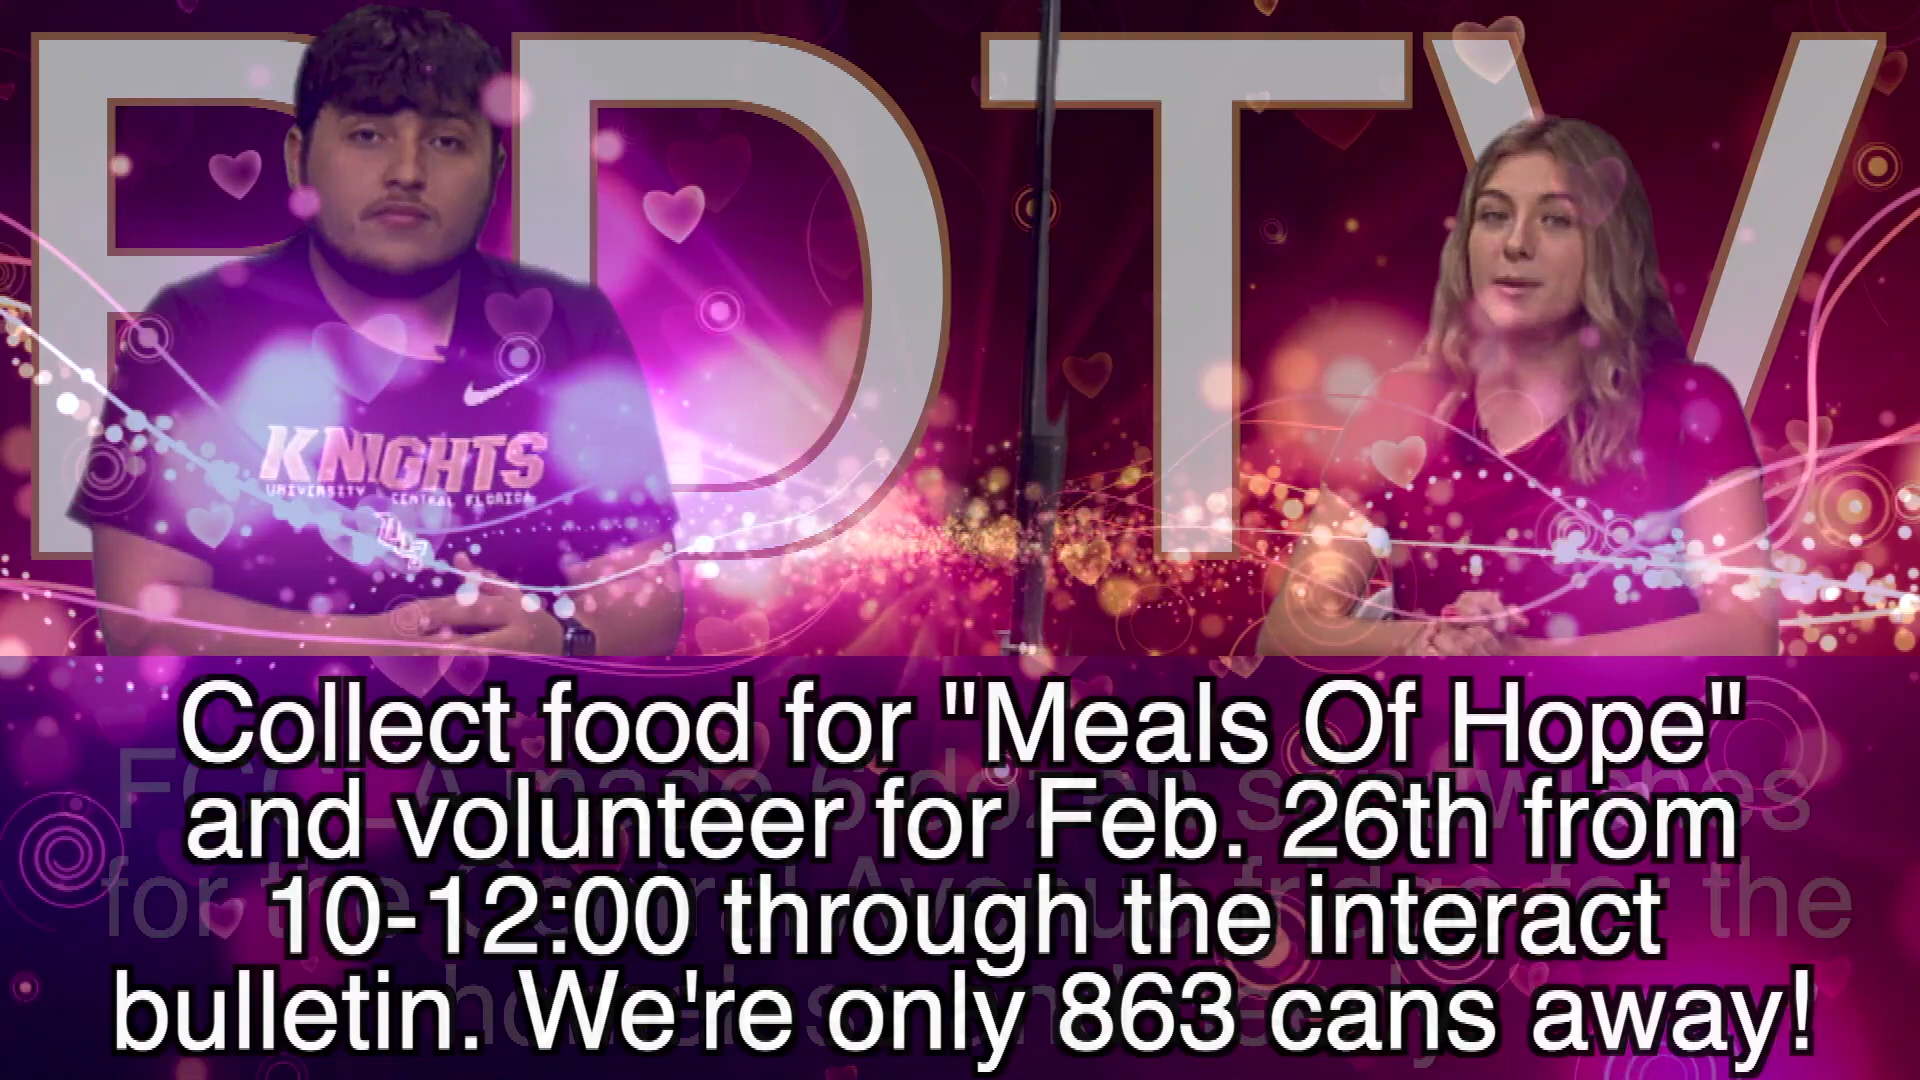 PDTV
KNIGHTS
UNIVERSITY CENTRAL FLORIDA
Collect food for "Meals Of Hope"
and volunteer for Feb. 26th from
10-12:00 through the interact
bulletin. We're only 863 cans away!